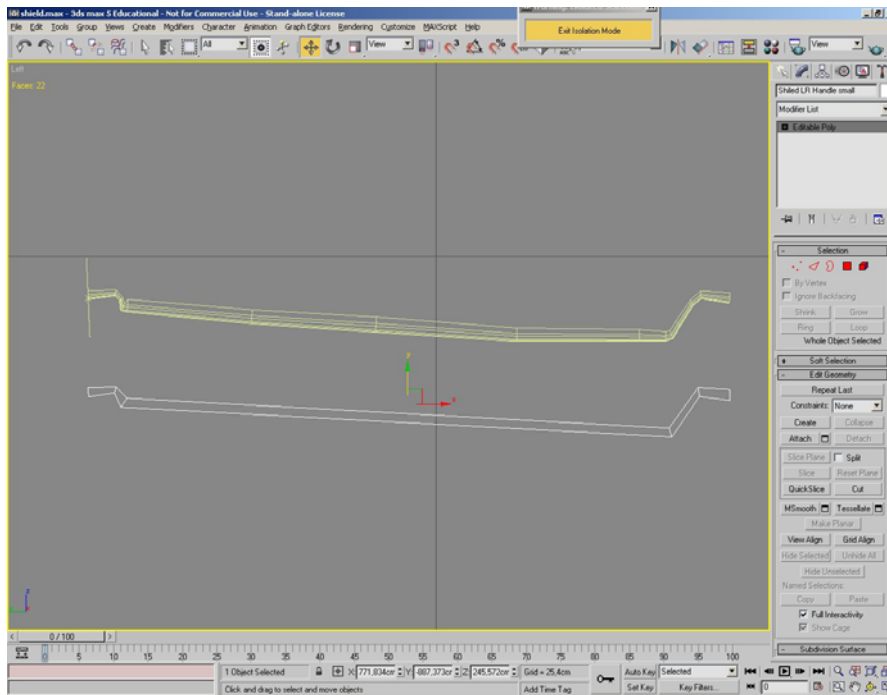 shield.max - 3ds max 5 Educational - Not for Commercial Use - Stand-alone License
File Edit Tools Group Views Create Modifiers Character Animation Graph Editors Rendering Customize MAXScript Help
Exit Isolation Mode
All
View
View
Left
Faces: 22
Shiled LR Handle small
Modifier List
Editable Poly
Selection
By Vertex
Ignore Backfacing
Shrink Grow
Ring Loop
Whole Object Selected
Soft Selection
Edit Geometry
Repeat Last
Constraints: None
Create Collapse
Attach Detach
Slice Plane Split
Slice Reset Plane
QuickSlice Cut
MSmooth Tessellate
Make Planar
View Align Grid Align
Hide Selected Unhide All
Hide Unselected
Named Selections:
Copy Paste
Full Interactivity
Show Cage
Subdivision Surface
y
x
z
0 / 100
0 5 10 15 20 25 30 35 40 45 50 55 60 65 70 75 80 85 90 95 100
1 Object Selected X: 771,834cm Y: -887,373cm Z: 245,572cm Grid = 25,4cm Auto Key Selected
Click and drag to select and move objects Add Time Tag Set Key Key Filters... 0